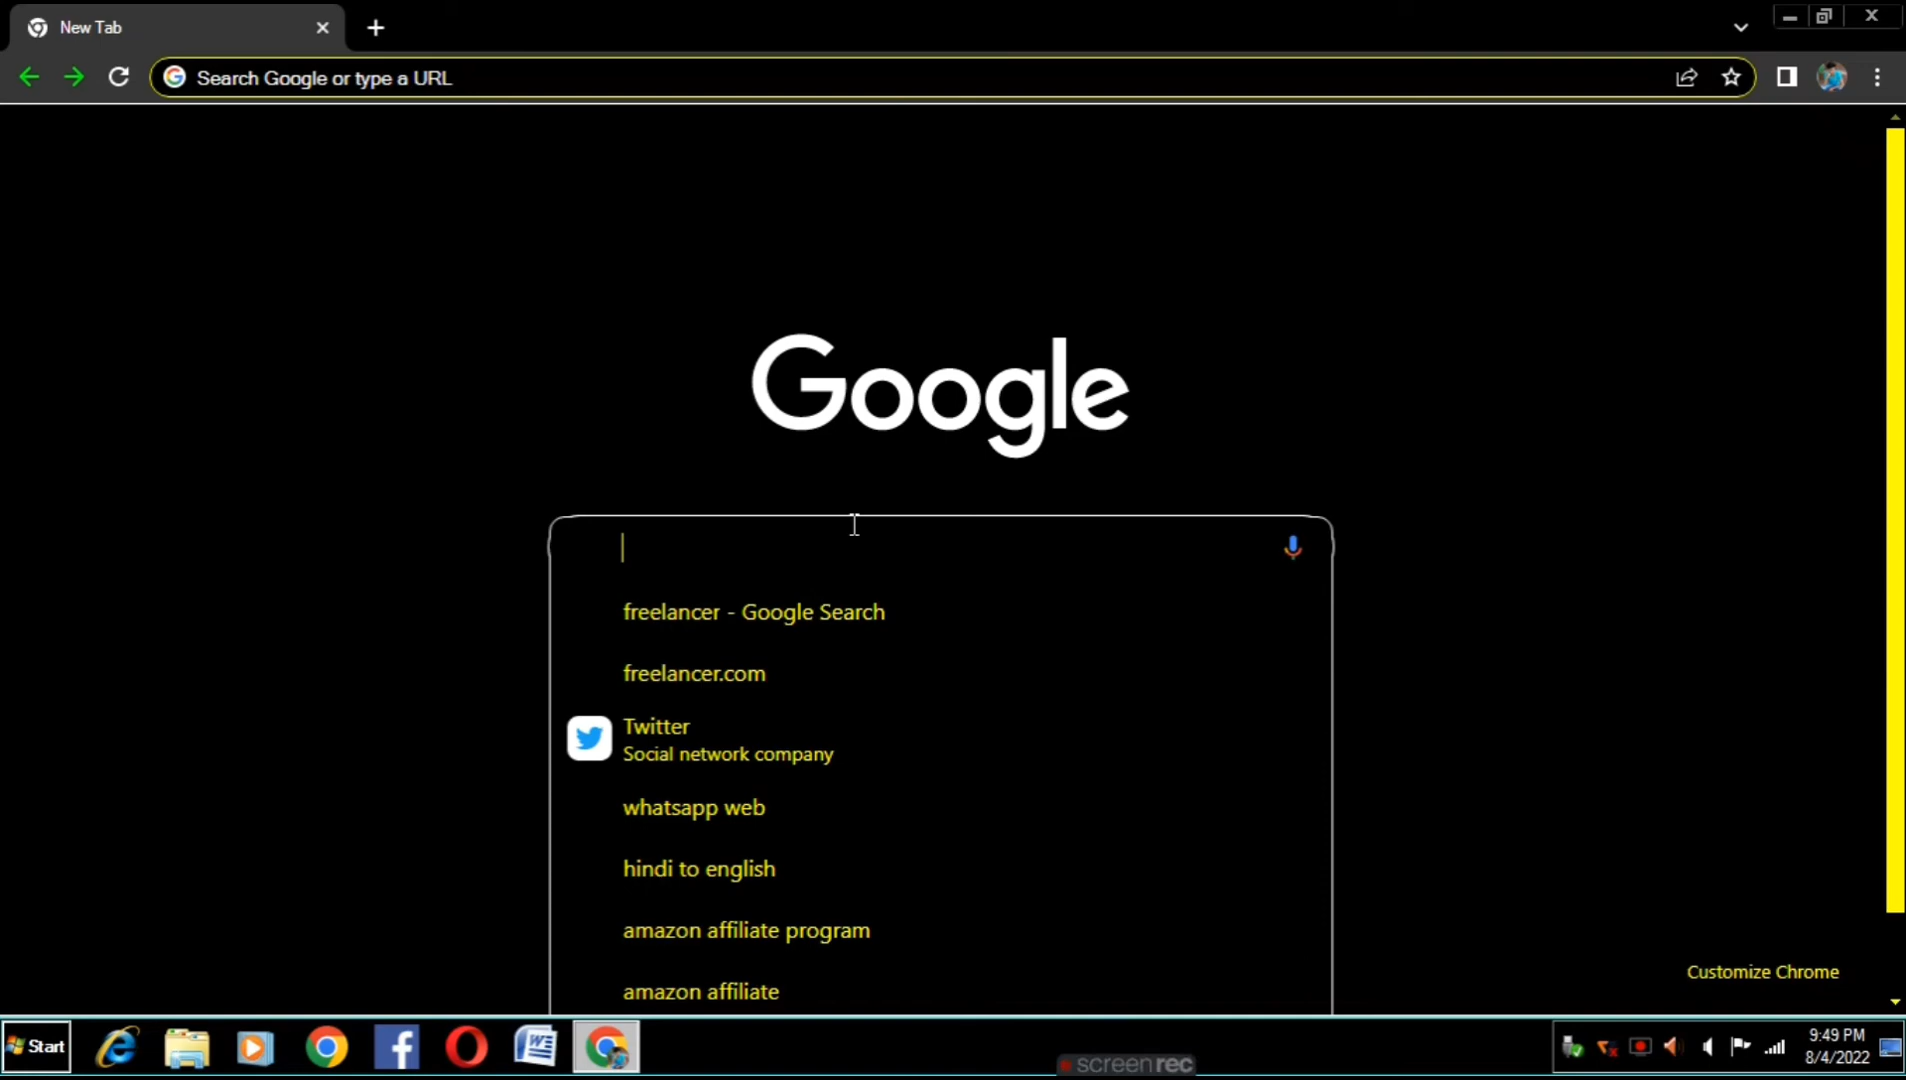 New Tab
Search Google or type a URL
Google
freelancer - Google Search
freelancer.com
Twitter
Social network company
whatsapp web
hindi to english
amazon affiliate program
amazon affiliate
Customize Chrome
Start
screenrec
9:49 PM
8/4/2022